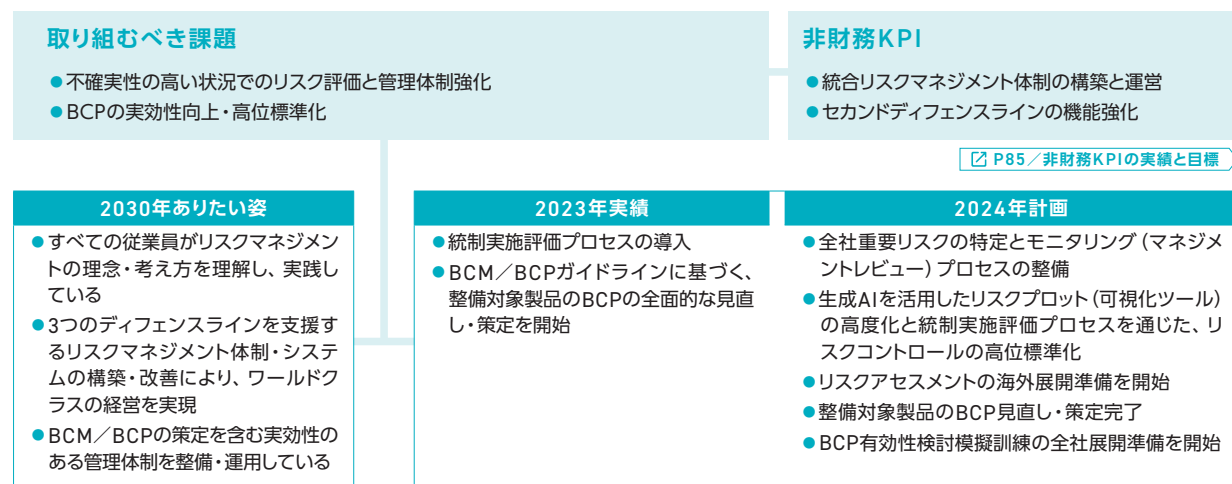 取り組むべき課題
●不確実性の高い状況でのリスク評価と管理体制強化
●BCPの実効性向上・高位標準化
非財務KPI
●統合リスクマネジメント体制の構築と運営
●セカンドディフェンスラインの機能強化
P85／非財務KPIの実績と目標
2030年ありたい姿
●すべての従業員がリスクマネジメン
トの理念・考え方を理解し、実践し
ている
●3つのディフェンスラインを支援す
るリスクマネジメント体制・システ
ムの構築・改善により、ワールドク
ラスの経営を実現
●BCM／BCPの策定を含む実効性の
ある管理体制を整備・運用している
2023年実績
●統制実施評価プロセスの導入
●BCM／BCPガイドラインに基づく、
整備対象製品のBCPの全面的な見直
し・策定を開始
2024年計画
●全社重要リスクの特定とモニタリング（マネジメ
ントレビュー）プロセスの整備
●生成AIを活用したリスクプロット（可視化ツール）
の高度化と統制実施評価プロセスを通じた、リ
スクコントロールの高位標準化
●リスクアセスメントの海外展開準備を開始
●整備対象製品のBCP見直し・策定完了
●BCP有効性検討模擬訓練の全社展開準備を開始